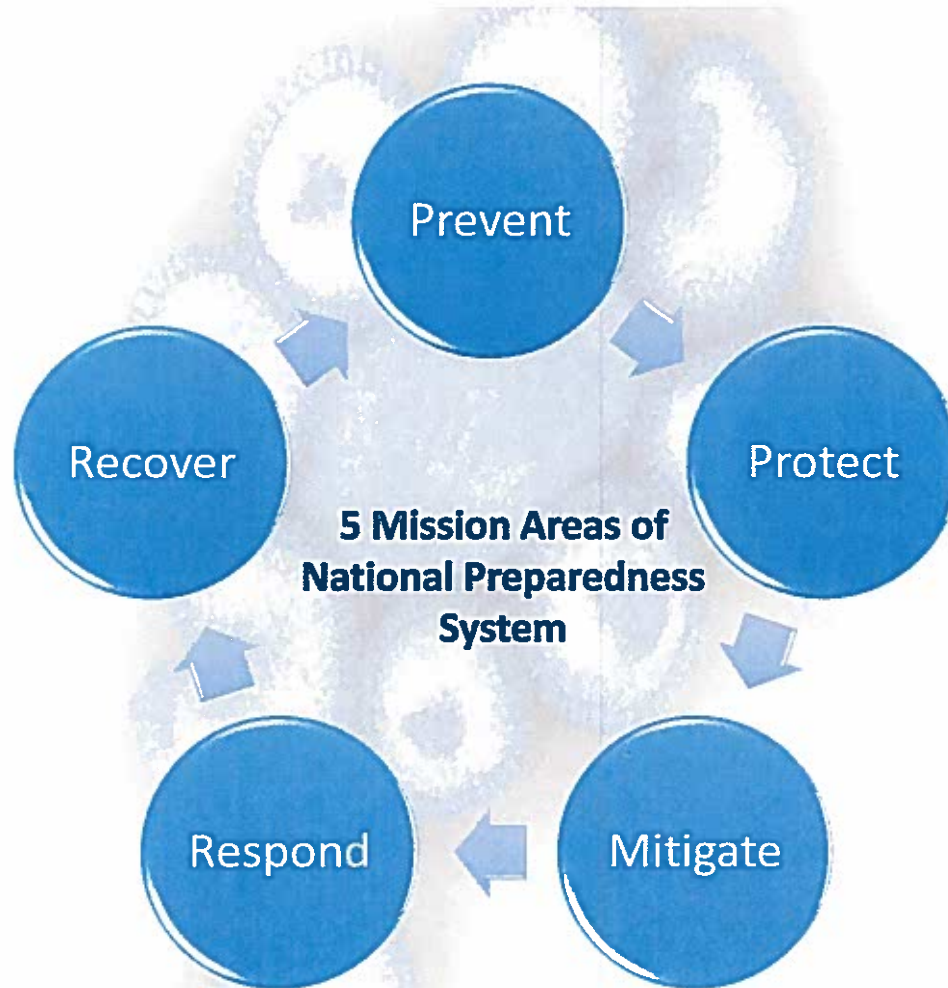 Prevent
Protect
Mitigate
Respond
Recover
5 Mission Areas of
National Preparedness
System